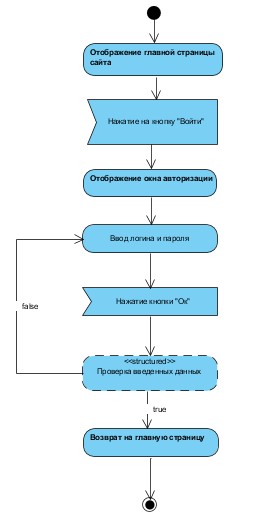 Отображение главной страницы
сайта
Нажатие на кнопку "Войти"
Отображение окна авторизации
Ввод логина и пароля
false
Нажатие кнопки "Ок"
<<structured>>
Проверка введенных данных
true
Возврат на главную страницу